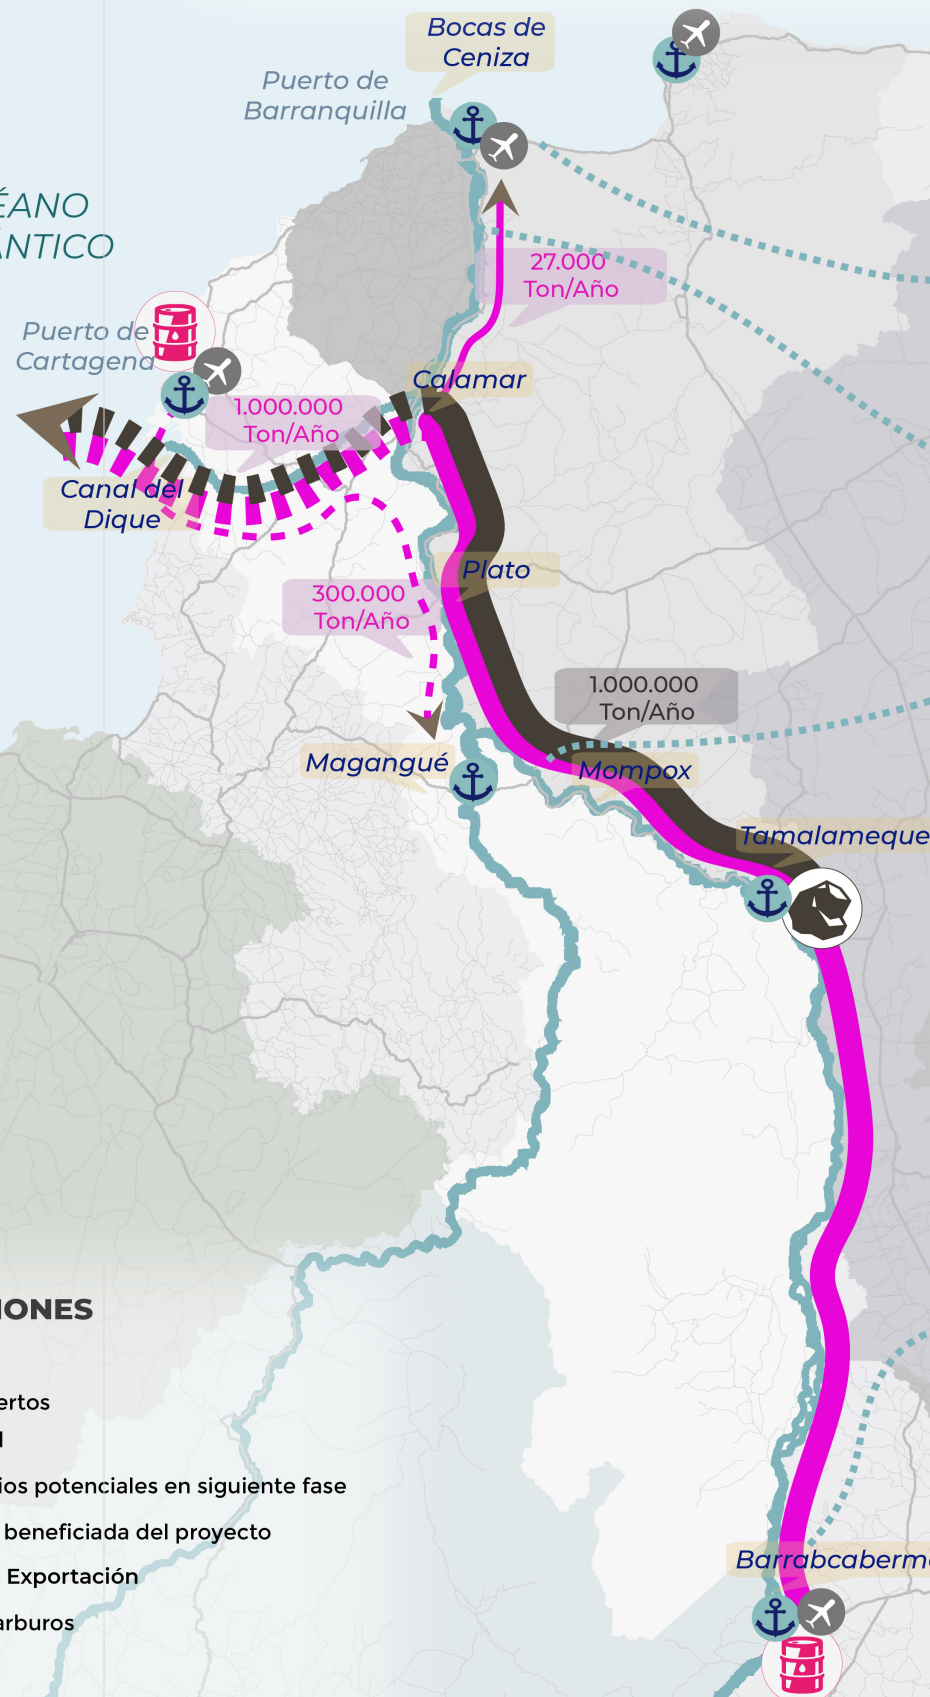 Bocas de
Ceniza
Puerto de
Barranquilla
ÉANO
ÁNTICO
27.000
Ton/Año
Puerto de
Cartagena
Calamar
1.000.000
Ton/Año
Canal del
Dique
Plato
300.000
Ton/Año
1.000.000
Ton/Año
Magangué
Mompox
Tamalameque
IONES
ertos
l
ios potenciales en siguiente fase
beneficiada del proyecto
Exportación
arburos
Barrabcaberm